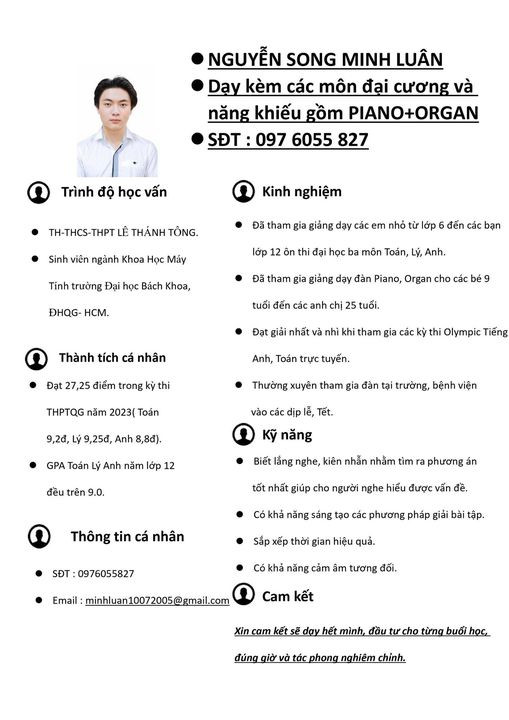 NGUYỄN SONG MINH LUÂN
Dạy kèm các môn đại cương và
năng khiếu gồm PIANO+ORGAN
SĐT : 097 6055 827
Trình độ học vấn
TH-THCS-THPT LÊ THÁNH TÔNG.
Sinh viên ngành Khoa Học Máy
Tính trường Đại học Bách Khoa,
ĐHQG- HCM.
Thành tích cá nhân
Đạt 27,25 điểm trong kỳ thi
THPTQG năm 2023( Toán
9,2đ, Lý 9,25đ, Anh 8,8đ).
GPA Toán Lý Anh năm lớp 12
đều trên 9.0.
Thông tin cá nhân
SĐT : 0976055827
Email : minhluan10072005@gmail.com
Kinh nghiệm
Đã tham gia giảng dạy các em nhỏ từ lớp 6 đến các bạn
lớp 12 ôn thi đại học ba môn Toán, Lý, Anh.
Đã tham gia giảng dạy đàn Piano, Organ cho các bé 9
tuổi đến các anh chị 25 tuổi.
Đạt giải nhất và nhì khi tham gia các kỳ thi Olympic Tiếng
Anh, Toán trực tuyến.
Thường xuyên tham gia đàn tại trường, bệnh viện
vào các dịp lễ, Tết.
Kỹ năng
Biết lắng nghe, kiên nhẫn nhằm tìm ra phương án
tốt nhất giúp cho người nghe hiểu được vấn đề.
Có khả năng sáng tạo các phương pháp giải bài tập.
Sắp xếp thời gian hiệu quả.
Có khả năng cảm âm tương đối.
Cam kết
Xin cam kết sẽ dạy hết mình, đầu tư cho từng buổi học,
đúng giờ và tác phong nghiêm chỉnh.